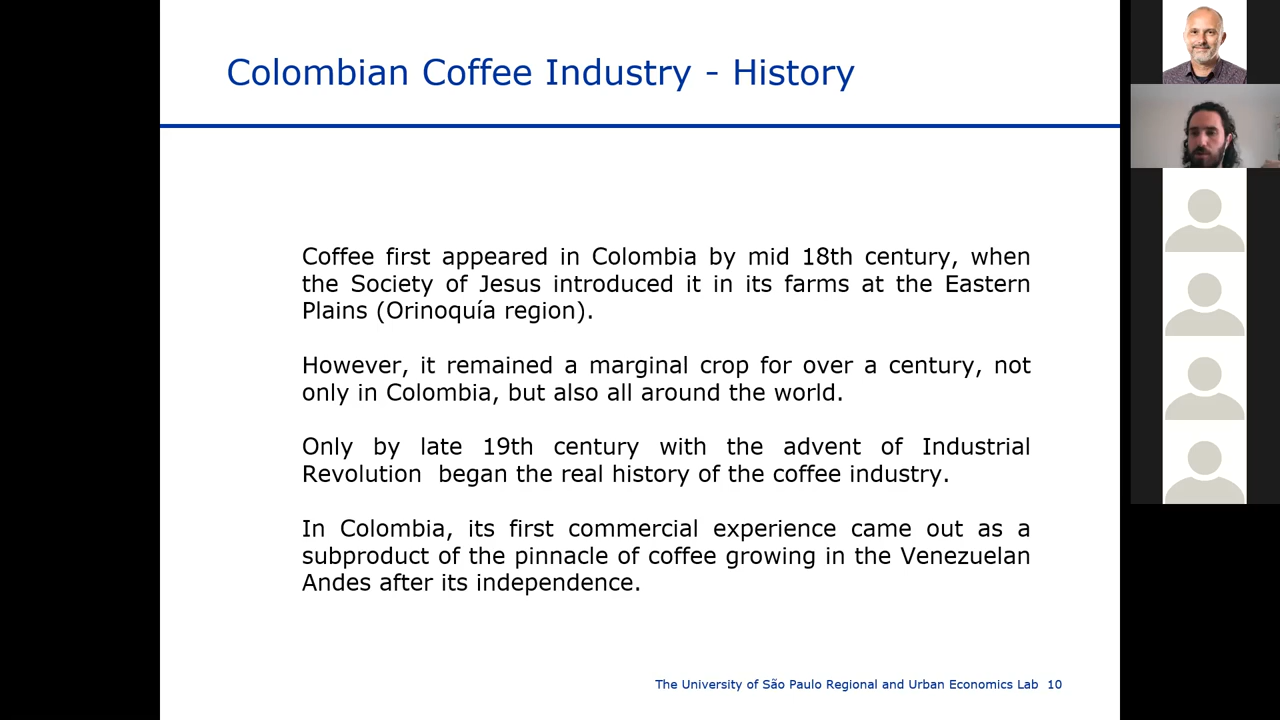 Colombian Coffee Industry - History
Coffee first appeared in Colombia by mid 18th century, when
the Society of Jesus introduced it in its farms at the Eastern
Plains (Orinoquía region).
However, it remained a marginal crop for over a century, not
only in Colombia, but also all around the world.
Only by late 19th century with the advent of Industrial
Revolution  began the real history of the coffee industry.
In Colombia, its first commercial experience came out as a
subproduct of the pinnacle of coffee growing in the Venezuelan
Andes after its independence.
The University of São Paulo Regional and Urban Economics Lab  10